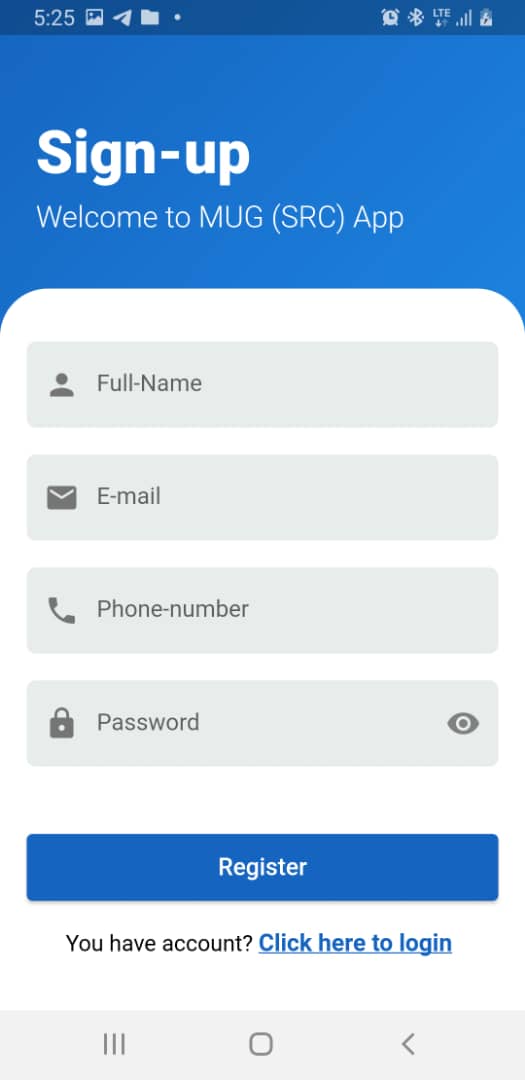 5:25
LTE
Sign-up
Welcome to MUG (SRC) App
Full-Name
E-mail
Phone-number
Password
Register
You have account? Click here to login